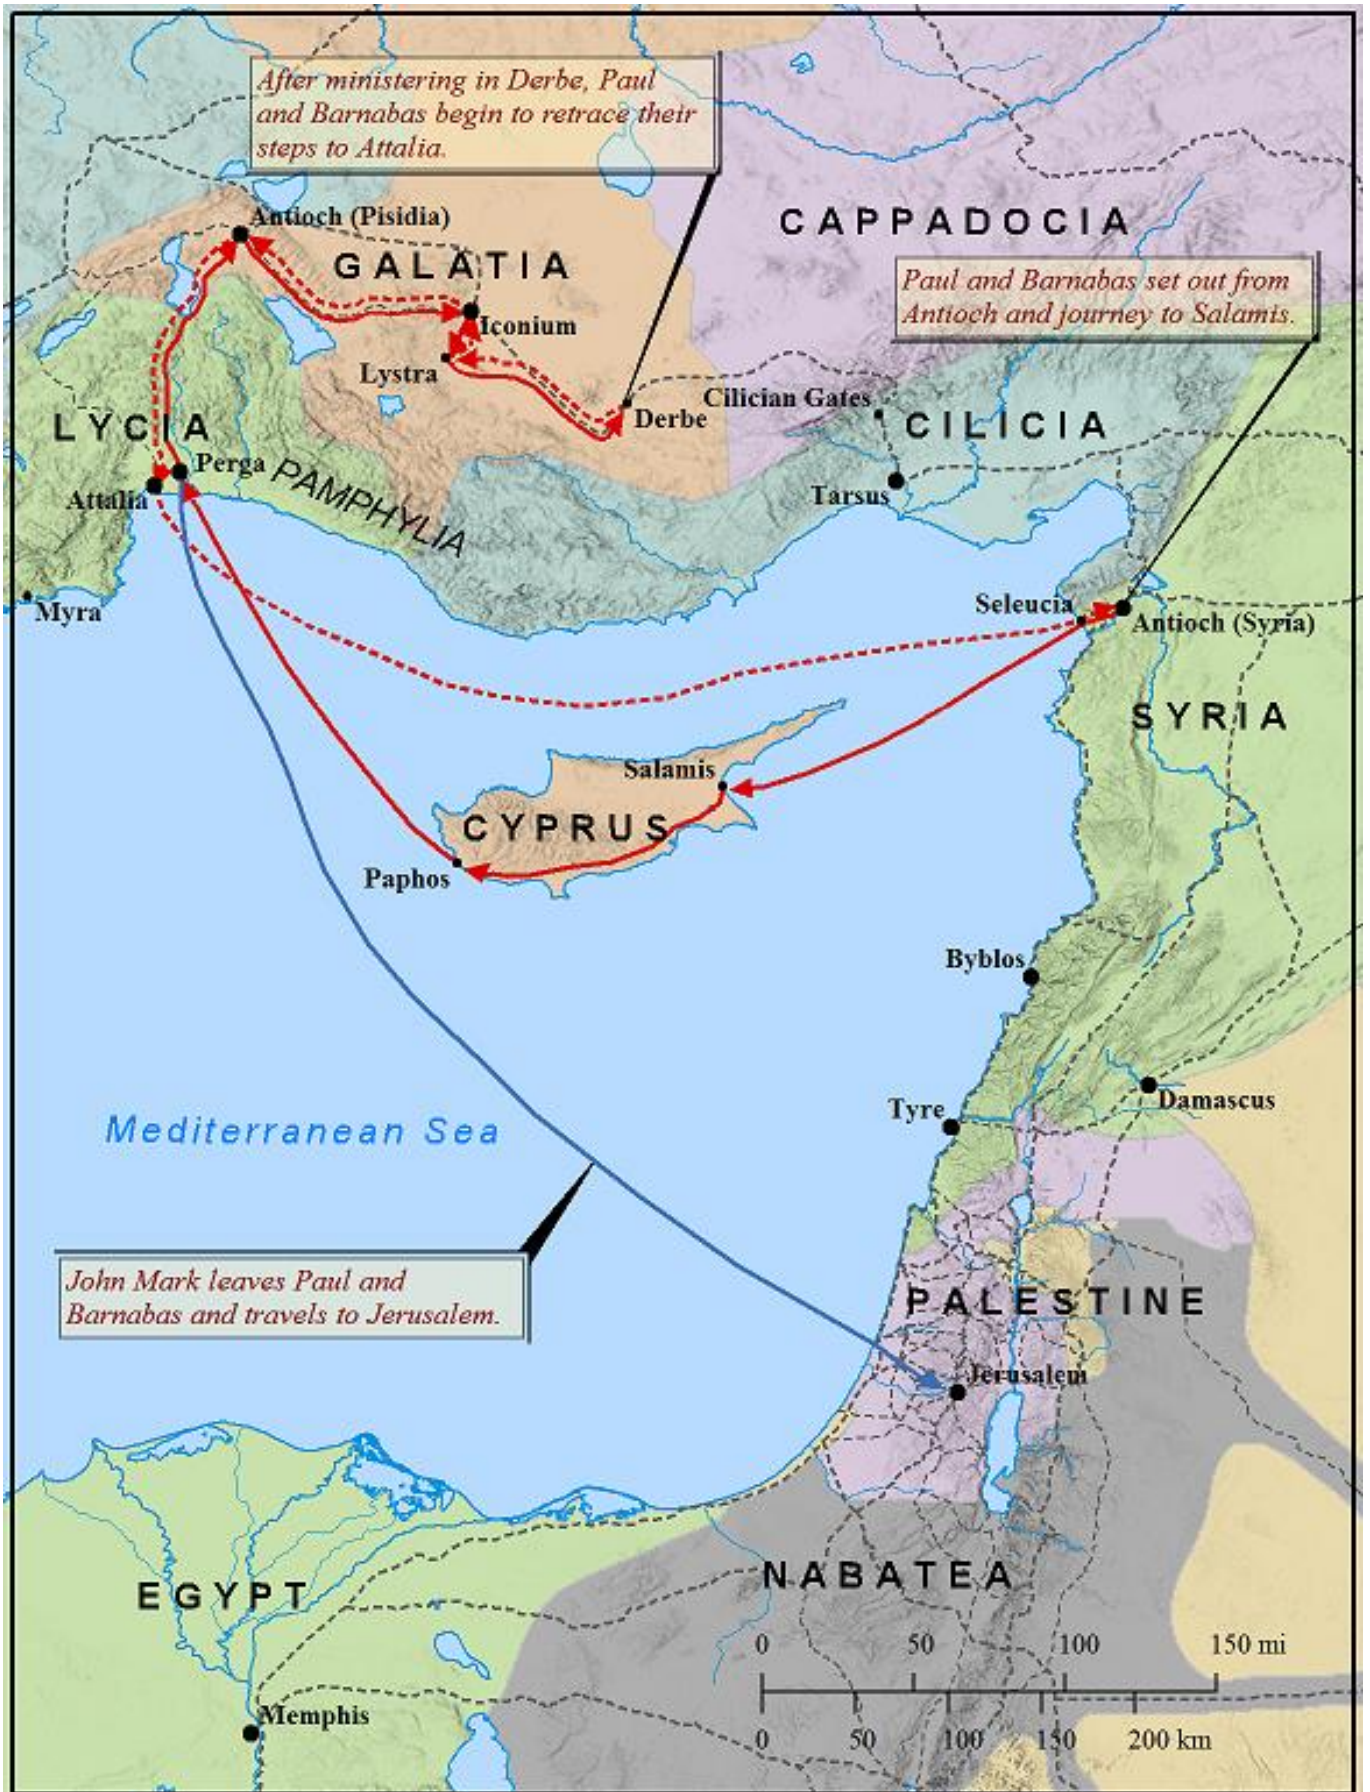 After ministering in Derbe, Paul
and Barnabas begin to retrace their
steps to Attalia.
Antioch (Pisidia)
CAPPADOCIA
GALATIA
Paul and Barnabas set out from
Antioch and journey to Salamis.
Iconium
Lystra
Cilician Gates
Derbe
LYCIA
CILICIA
Perga
PAMPHYLIA
Attalia
Tarsus
Myra
Seleucia
Antioch (Syria)
SYRIA
Salamis
CYPRUS
Paphos
Byblos
Mediterranean Sea
Tyre
Damascus
John Mark leaves Paul and
Barnabas and travels to Jerusalem.
PALESTINE
Jerusalem
EGYPT
NABATEA
0 50 100 150 mi
Memphis
0 50 100 150 200 km